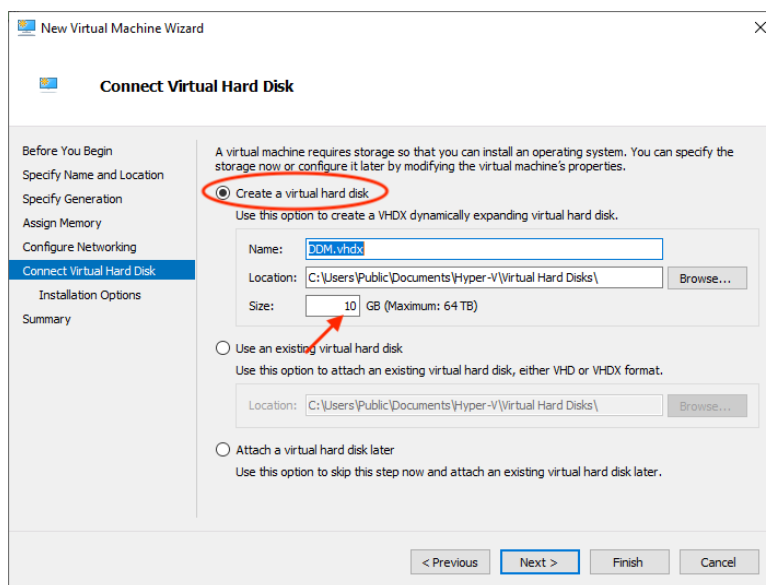 New Virtual Machine Wizard
Connect Virtual Hard Disk
Before You Begin
Specify Name and Location
Specify Generation
Assign Memory
Configure Networking
Connect Virtual Hard Disk
Installation Options
Summary
A virtual machine requires storage so that you can install an operating system. You can specify the
storage now or configure it later by modifying the virtual machine's properties.
Create a virtual hard disk
Use this option to create a VHDX dynamically expanding virtual hard disk.
Name: DDM.vhdx
Location: C:\Users\Public\Documents\Hyper-V\Virtual Hard Disks\ Browse...
Size: 10 GB (Maximum: 64 TB)
Use an existing virtual hard disk
Use this option to attach an existing virtual hard disk, either VHD or VHDX format.
Location: C:\Users\Public\Documents\Hyper-V\Virtual Hard Disks\ Browse...
Attach a virtual hard disk later
Use this option to skip this step now and attach an existing virtual hard disk later.
< Previous Next > Finish Cancel